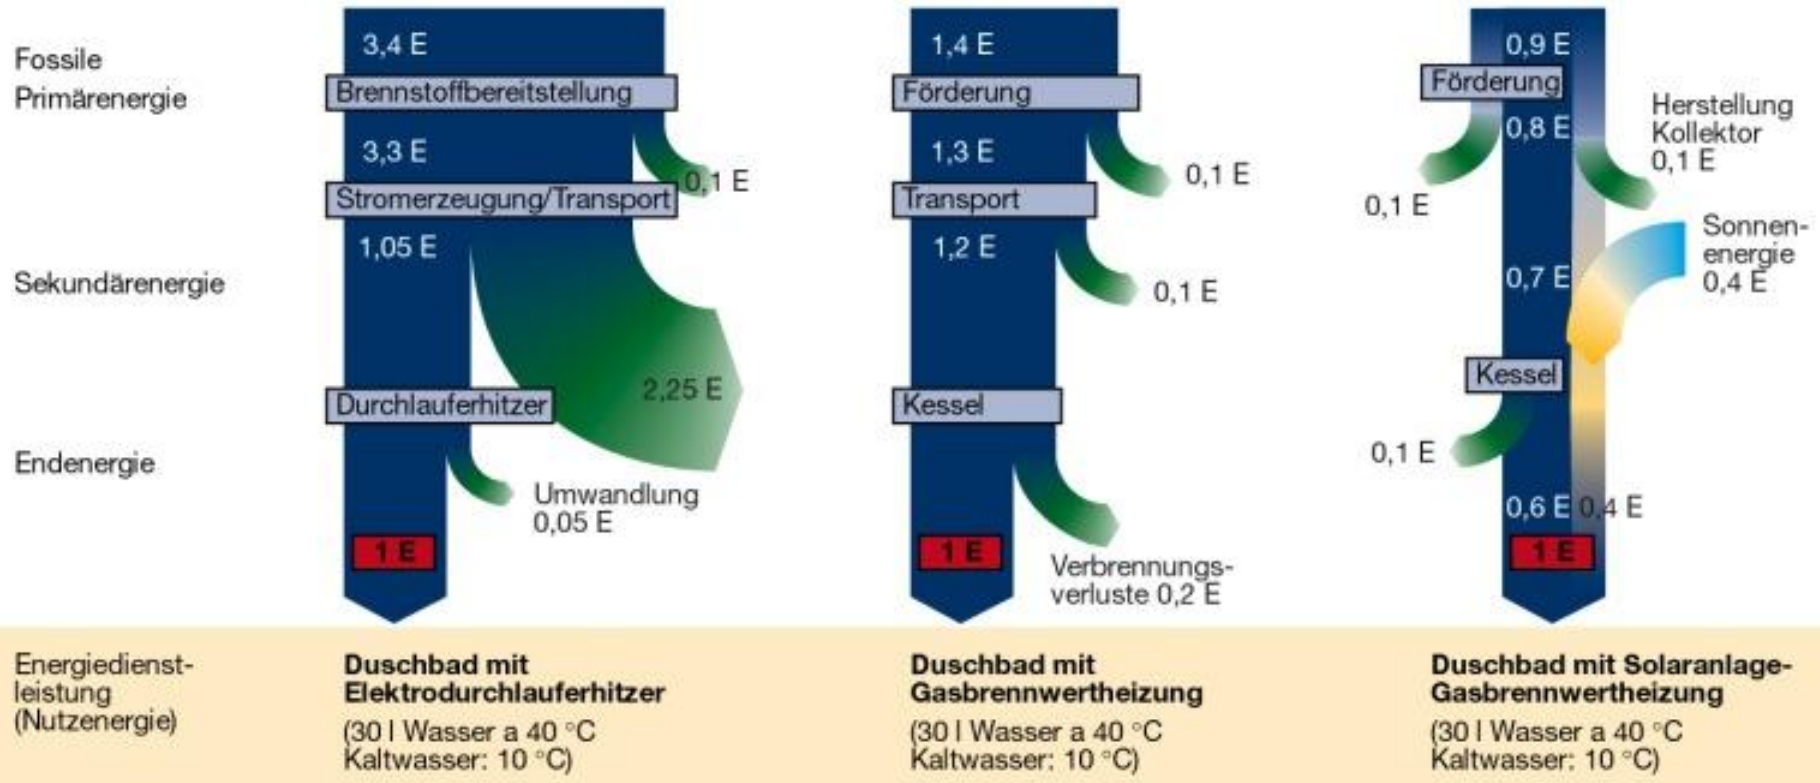 Fossile
Primärenergie
Sekundärenergie
Endenergie
3,4 E
Brennstoffbereitstellung
3,3 E
0,1 E
Stromerzeugung/Transport
1,05 E
2,25 E
Durchlauferhitzer
Umwandlung
0,05 E
1 E
1,4 E
Förderung
1,3 E
0,1 E
Transport
1,2 E
0,1 E
Kessel
1 E
Verbrennungs-
verluste 0,2 E
0,9 E
Förderung
0,8 E
Herstellung
Kollektor
0,1 E
0,1 E
Sonnen-
energie
0,4 E
0,7 E
Kessel
0,1 E
0,6 E 0,4 E
1 E
Energiedienst-
leistung
(Nutzenergie)
Duschbad mit
Elektrodurchlauferhitzer
(30 l Wasser a 40 °C
Kaltwasser: 10 °C)
Duschbad mit
Gasbrennwertheizung
(30 l Wasser a 40 °C
Kaltwasser: 10 °C)
Duschbad mit Solaranlage-
Gasbrennwertheizung
(30 l Wasser a 40 °C
Kaltwasser: 10 °C)